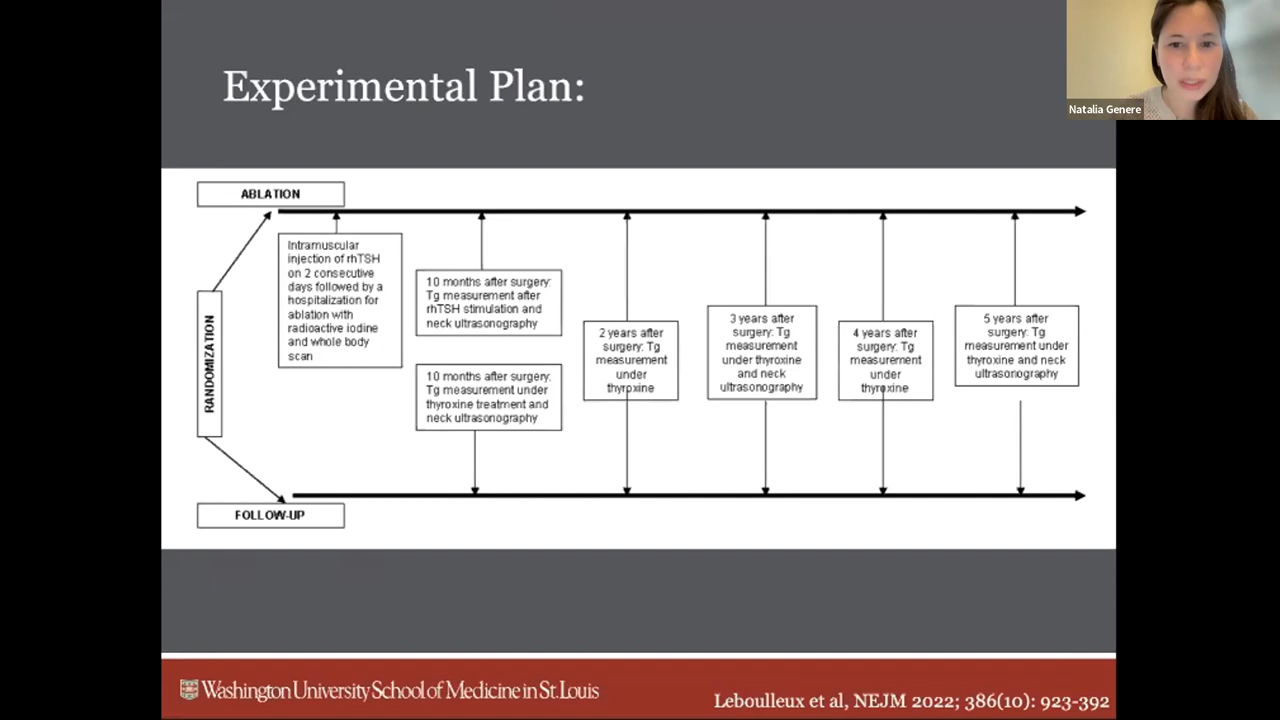 Experimental Plan:
Natalia Genere
ABLATION
Intramuscular
injection of rhTSH
on 2 consecutive
days followed by a
hospitalization for
ablation with
radioactive iodine
and whole body
scan
10 months after surgery:
Tg measurement after
rhTSH stimulation and
neck ultrasonography
10 months after surgery:
Tg measurement under
thyroxine treatment and
neck ultrasonography
2 years after
surgery: Tg
measurement
under
thyroxine
3 years after
surgery: Tg
measurement
under thyroxine
and neck
ultrasonography
4 years after
surgery: Tg
measurement
under
thyroxine
5 years after
surgery: Tg
measurement under
thyroxine and neck
ultrasonography
RANDOMIZATION
FOLLOW-UP
Washington University School of Medicine in St. Louis
Leboulleux et al, NEJM 2022; 386(10): 923-392